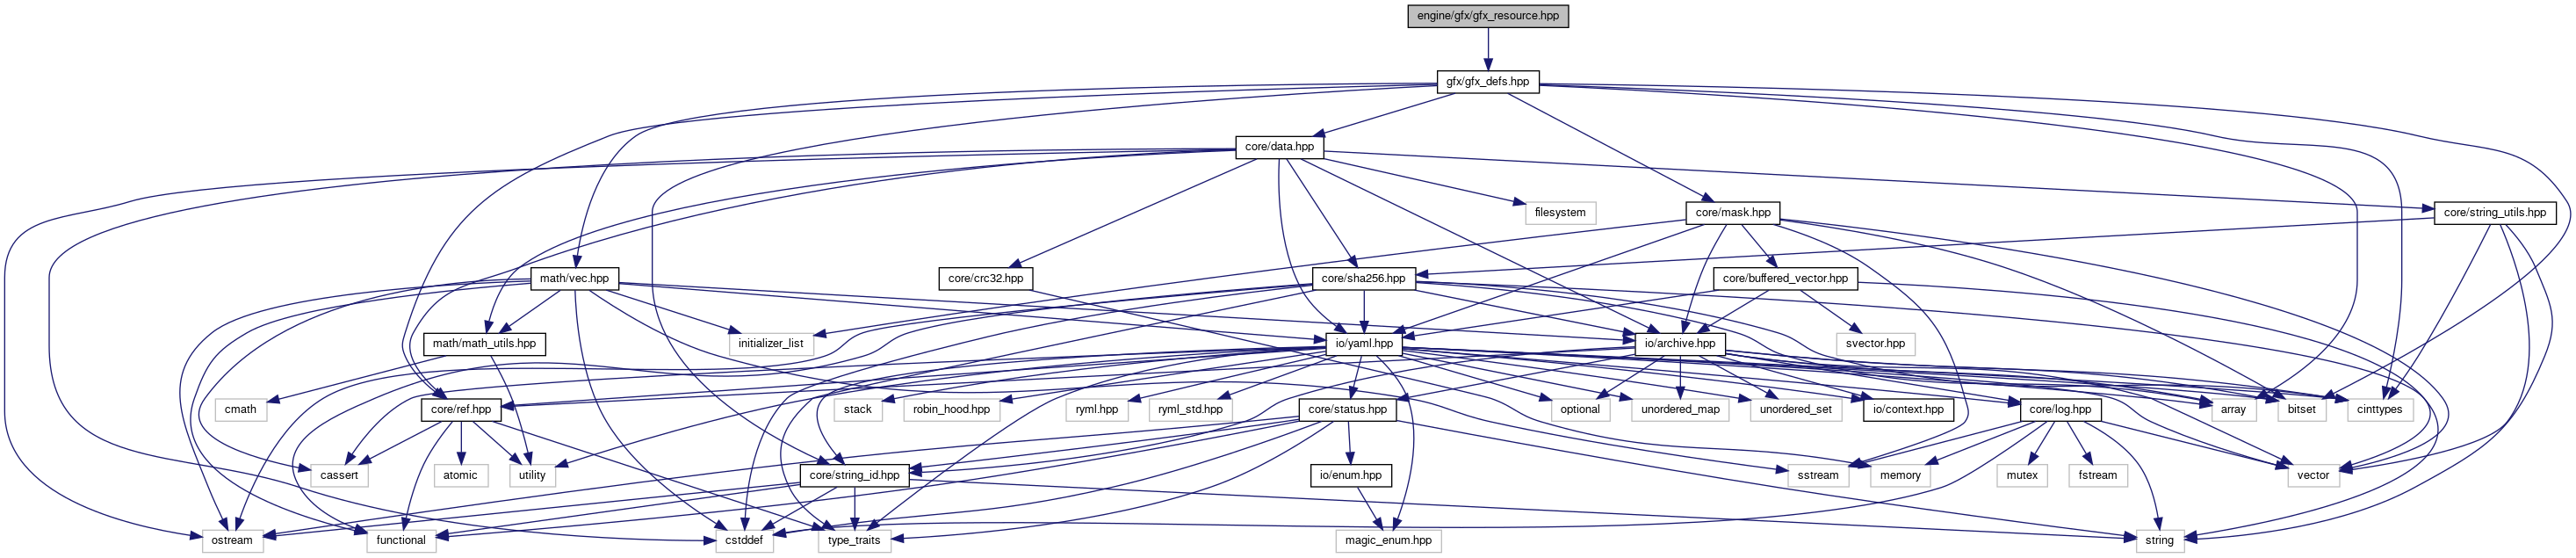 engine/gfx/gfx_resource.hpp
gfx/gfx_defs.hpp
core/data.hpp
filesystem
core/mask.hpp
core/string_utils.hpp
math/vec.hpp
core/crc32.hpp
core/sha256.hpp
core/buffered_vector.hpp
math/math_utils.hpp
initializer_list
io/yaml.hpp
io/archive.hpp
svector.hpp
cmath
core/ref.hpp
stack
robin_hood.hpp
ryml.hpp
ryml_std.hpp
core/status.hpp
optional
unordered_map
unordered_set
io/context.hpp
core/log.hpp
array
bitset
cinttypes
cassert
atomic
utility
core/string_id.hpp
io/enum.hpp
sstream
memory
mutex
fstream
vector
ostream
functional
cstddef
type_traits
magic_enum.hpp
string